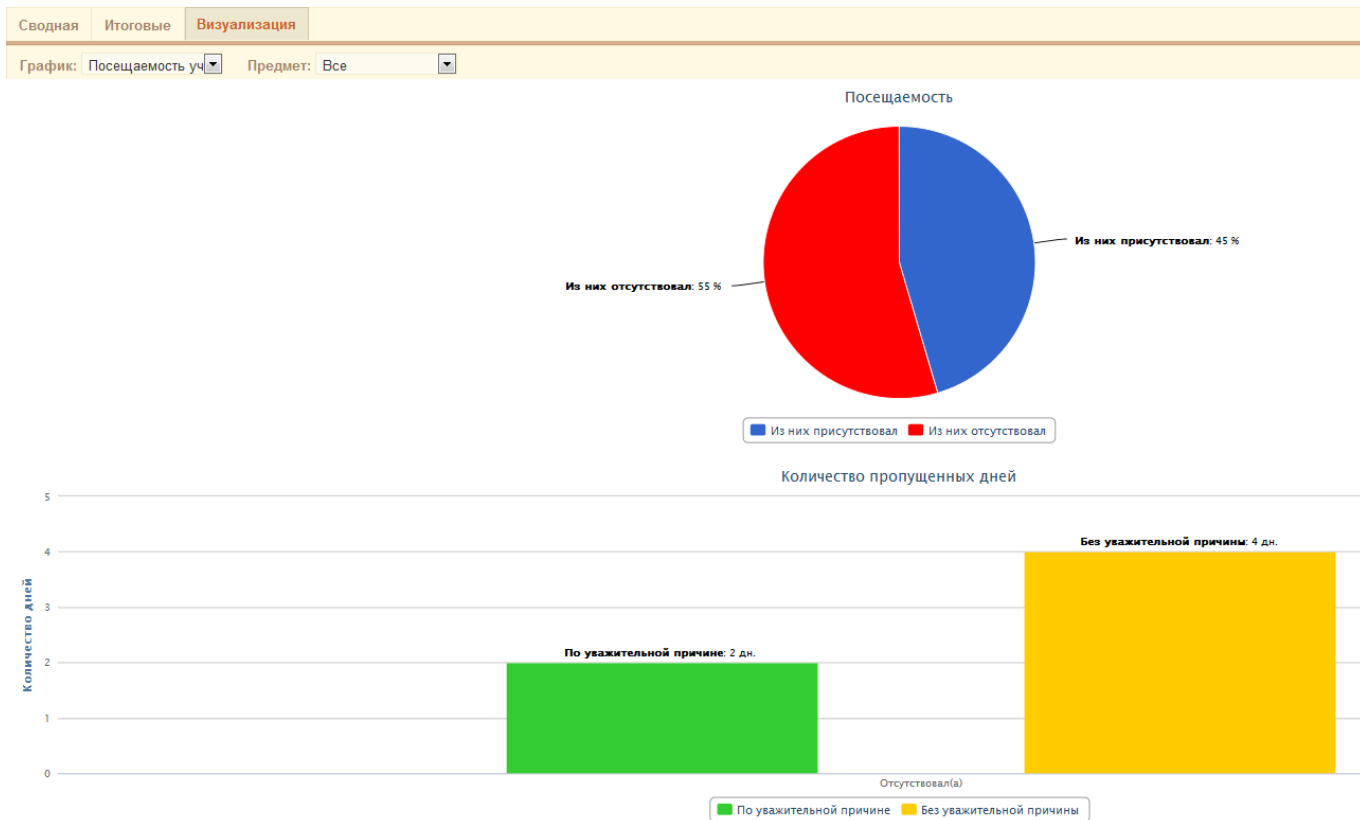 Сводная Итоговые Визуализация
График: Посещаемость уч Предмет: Все
Посещаемость
Из них присутствовал: 45 %
Из них отсутствовал: 55 %
Из них присутствовал Из них отсутствовал
Количество пропущенных дней
Количество дней
5
4
3
2
1
0
Без уважительной причины: 4 дн.
По уважительной причине: 2 дн.
Отсутствовал(а)
По уважительной причине Без уважительной причины